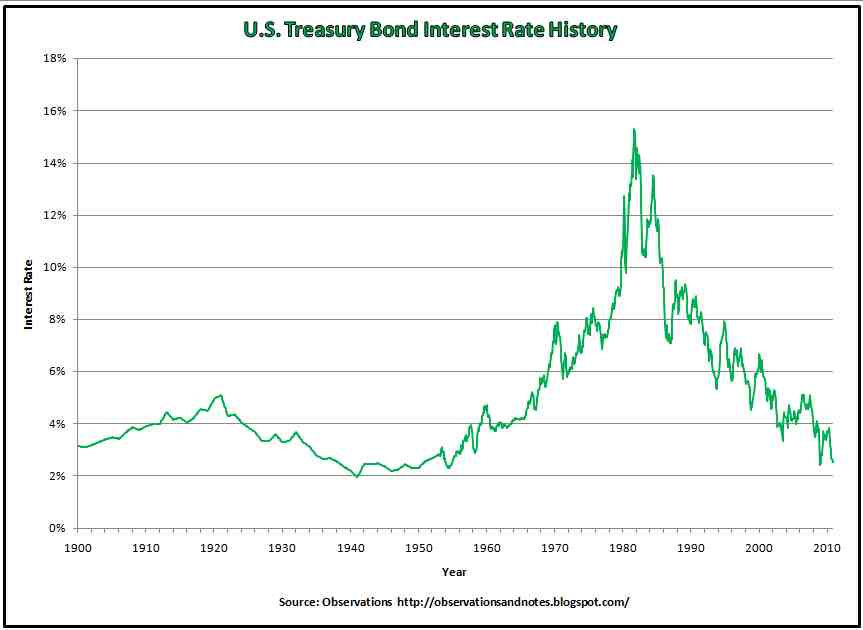 U.S. Treasury Bond Interest Rate History
18%
16%
14%
12%
10%
8%
6%
4%
2%
0%
Interest Rate
1900 1910 1920 1930 1940 1950 1960 1970 1980 1990 2000 2010
Year
Source: Observations http://observationsandnotes.blogspot.com/